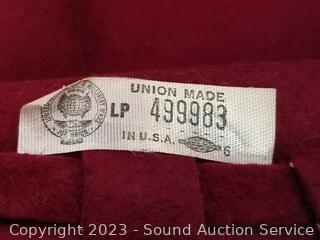 UNION MADE
LP 499983
IN U.S.A.
6
Copyright 2023 - Sound Auction Service